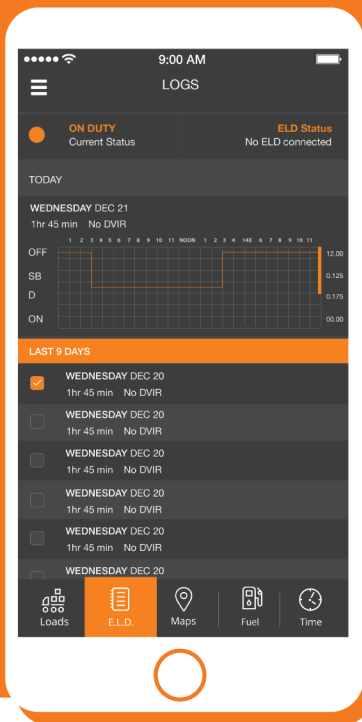 9:00 AM
LOGS
ON DUTY
Current Status
ELD Status
No ELD connected
TODAY
WEDNESDAY DEC 21
1hr 45 min No DVIR
1 2 3 4 5 6 7 8 9 10 11 NOON 1 2 3 4 14X 6 7 8 9 10 11
OFF 12.00
SB 0.125
D 0.175
ON 00.00
LAST 9 DAYS
WEDNESDAY DEC 20
1hr 45 min No DVIR
WEDNESDAY DEC 20
1hr 45 min No DVIR
WEDNESDAY DEC 20
1hr 45 min No DVIR
WEDNESDAY DEC 20
1hr 45 min No DVIR
WEDNESDAY DEC 20
1hr 45 min No DVIR
WEDNESDAY DEC 20
Loads E.L.D. Maps Fuel Time